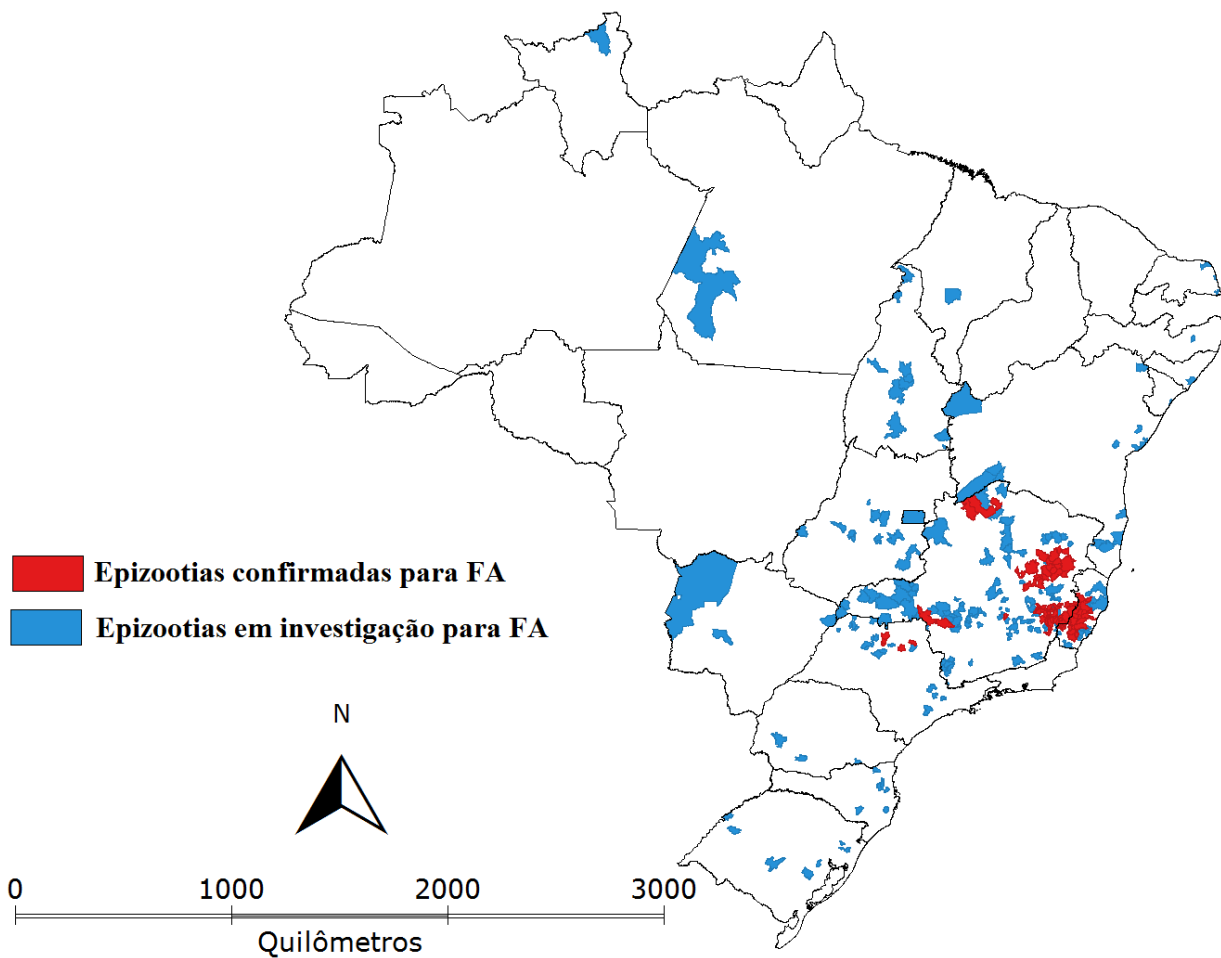 Epizootias confirmadas para FA
Epizootias em investigação para FA
N
0 1000 2000 3000
Quilômetros